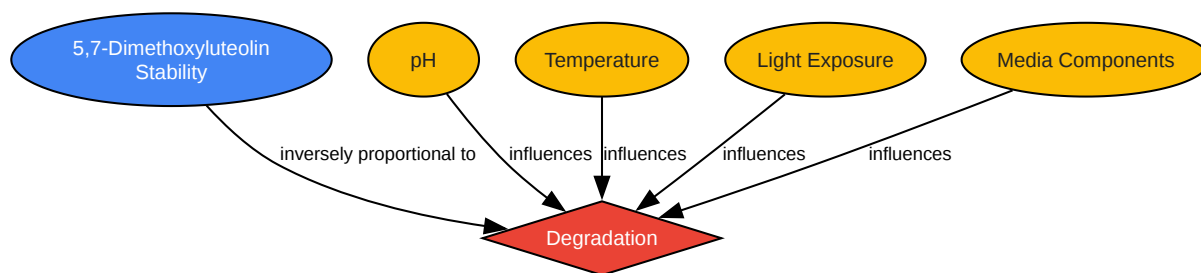 5,7-Dimethoxyluteolin
Stability
pH
Temperature
Light Exposure
Media Components
inversely proportional to
influences
influences
influences
influences
Degradation